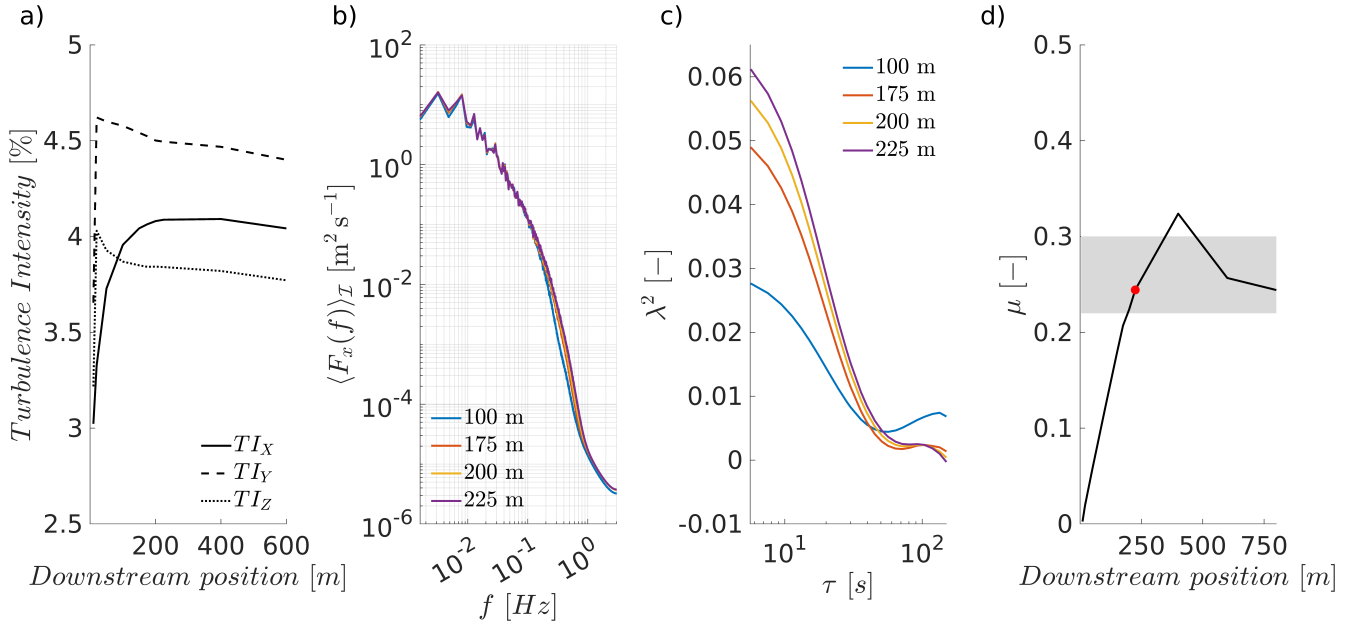 a)
5
4.5
4
3.5
3
2.5
200 400 600
Turbulence Intensity [%]
Downstream position [m]
TI_X
TI_Y
TI_Z
b)
10^2
10^0
10^-2
10^-4
10^-6
10^-2 10^-1 10^0
⟨F_x(f)⟩_ℐ [m^2 s^−1]
f [Hz]
100 m
175 m
200 m
225 m
c)
0.06
0.05
0.04
0.03
0.02
0.01
0
-0.01
10^1 10^2
λ^2 [−]
τ [s]
100 m
175 m
200 m
225 m
d)
0.5
0.4
0.3
0.2
0.1
0
250 500 750
μ [−]
Downstream position [m]